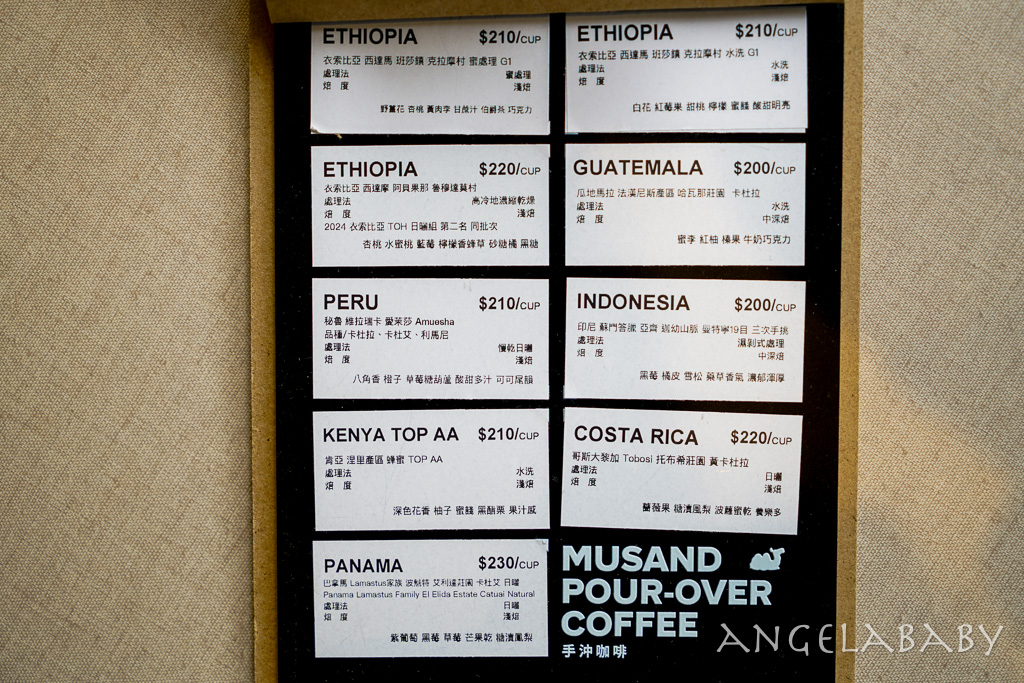 ETHIOPIA $210/CUP
衣索比亞 西達馬 班莎鎮 克拉摩村 蜜處理 G1
處理法 蜜處理
焙 度 淺焙
野薑花 杏桃 黃肉李 甘蔗汁 伯爵茶 巧克力
ETHIOPIA $210/CUP
衣索比亞 西達馬 班莎鎮 克拉摩村 水洗 G1
處理法 水洗
焙 度 淺焙
白花 紅莓果 甜桃 檸檬 蜜餞 酸甜明亮
ETHIOPIA $220/CUP
衣索比亞 西達摩 阿貝果那 魯穆達莫村
處理法 高冷地濃縮乾燥
焙 度 淺焙
2024 衣索比亞 TOH 日曬組 第二名 同批次
杏桃 水蜜桃 藍莓 檸檬香蜂草 砂糖橘 黑糖
GUATEMALA $200/CUP
瓜地馬拉 法漢尼斯產區 哈瓦那莊園 卡杜拉
處理法 水洗
焙 度 中深焙
蜜李 紅柚 榛果 牛奶巧克力
PERU $210/CUP
秘魯 維拉瑞卡 愛茉莎 Amuesha
品種/卡杜拉、卡杜艾、利馬尼
處理法 慢乾日曬
焙 度 淺焙
八角香 橙子 草莓糖葫蘆 酸甜多汁 可可尾韻
INDONESIA $200/CUP
印尼 蘇門答臘 亞齊 迦幼山脈 曼特寧19目 三次手挑
處理法 濕剝式處理
焙 度 中深焙
黑莓 橘皮 雪松 藥草香氣 濃郁渾厚
KENYA TOP AA $210/CUP
肯亞 涅里產區 蜂蜜 TOP AA
處理法 水洗
焙 度 淺焙
深色花香 柚子 蜜餞 黑醋栗 果汁感
COSTA RICA $220/CUP
哥斯大黎加 Tobosi 托布希莊園 黃卡杜拉
處理法 日曬
焙 度 淺焙
薔薇果 糖漬鳳梨 波蘿蜜乾 養樂多
PANAMA $230/CUP
巴拿馬 Lamastus家族 波魁特 艾利達莊園 卡杜艾 日曬
Panama Lamastus Family El Elida Estate Catuai Natural
處理法 日曬
焙 度 淺焙
紫葡萄 黑莓 草莓 芒果乾 糖漬鳳梨
MUSAND
POUR-OVER
COFFEE
手沖咖啡
ANGELABABY